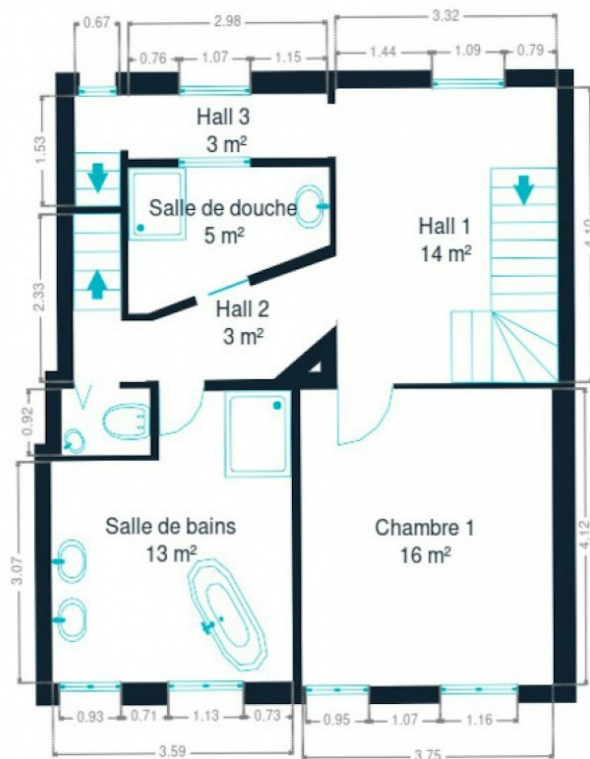 0.67
2.98
3.32
0.76
1.07
1.15
1.44
1.09
0.79
Hall 3
3 m²
1.53
Salle de douche
5 m²
Hall 1
14 m²
4.10
2.33
Hall 2
3 m²
0.92
Salle de bains
13 m²
Chambre 1
16 m²
3.07
4.12
0.93
0.71
1.13
0.73
0.95
1.07
1.16
3.59
3.75